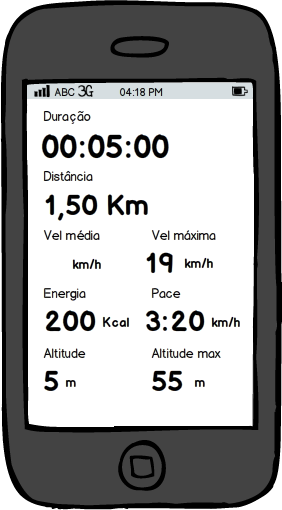 ABC 3G 04:18 PM
Duração
00:05:00
Distância
1,50 Km
Vel média Vel máxima
km/h 19 km/h
Energia Pace
200 Kcal 3:20 km/h
Altitude Altitude max
5 m 55 m